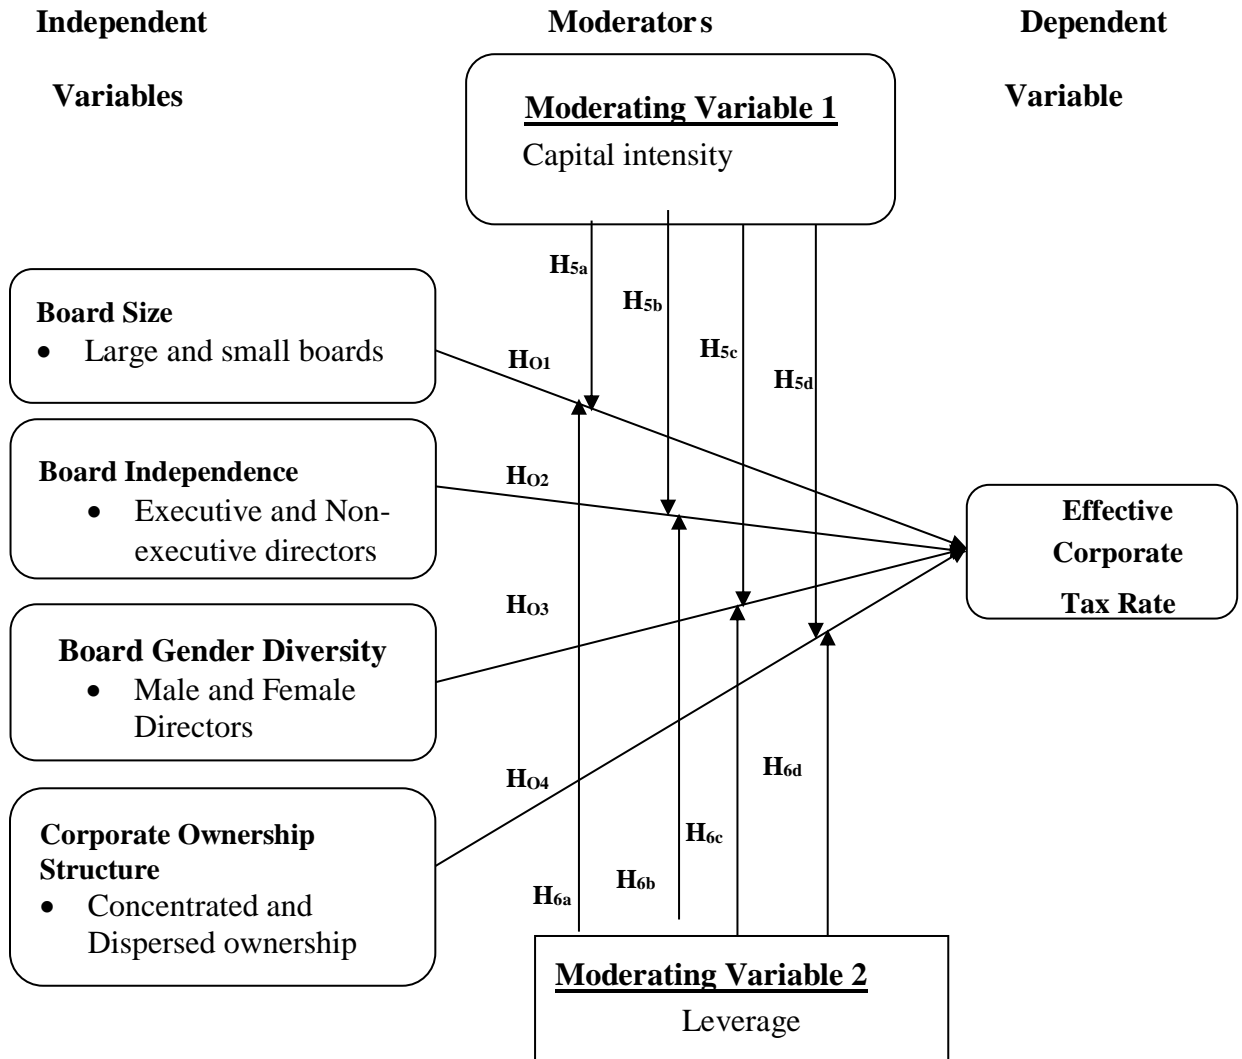 Independent
Variables
Moderators
Dependent
Variable
Moderating Variable 1
Capital intensity
H5a
H5b
H5c
H5d
Board Size
• Large and small boards
HO1
Board Independence
• Executive and Non-
executive directors
HO2
Board Gender Diversity
• Male and Female
Directors
HO3
Corporate Ownership
Structure
• Concentrated and
Dispersed ownership
HO4
Effective
Corporate
Tax Rate
H6a
H6b
H6c
H6d
Moderating Variable 2
Leverage